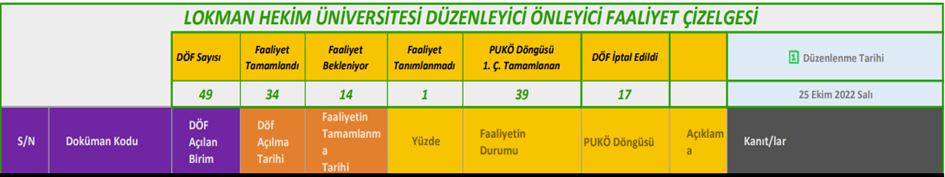 LOKMAN HEKİM ÜNİVERSİTESİ DÜZENLEYİCİ ÖNLEYİCİ FAALİYET ÇİZELGESİ
DÖF Sayısı
Faaliyet
Tamamlandı
Faaliyet
Bekleniyor
Faaliyet
Tanımlanmadı
PUKÖ Döngüsü
1. Ç. Tamamlanan
DÖF İptal Edildi
1 Düzenlenme Tarihi
49
34
14
1
39
17
25 Ekim 2022 Salı
S/N
Doküman Kodu
DÖF
Açılan
Birim
Döf
Açılma
Tarihi
Faaliyetin
Tamamlanm
a
Tarihi
Yüzde
Faaliyetin
Durumu
PUKÖ Döngüsü
Açıklam
a
Kanıt/lar